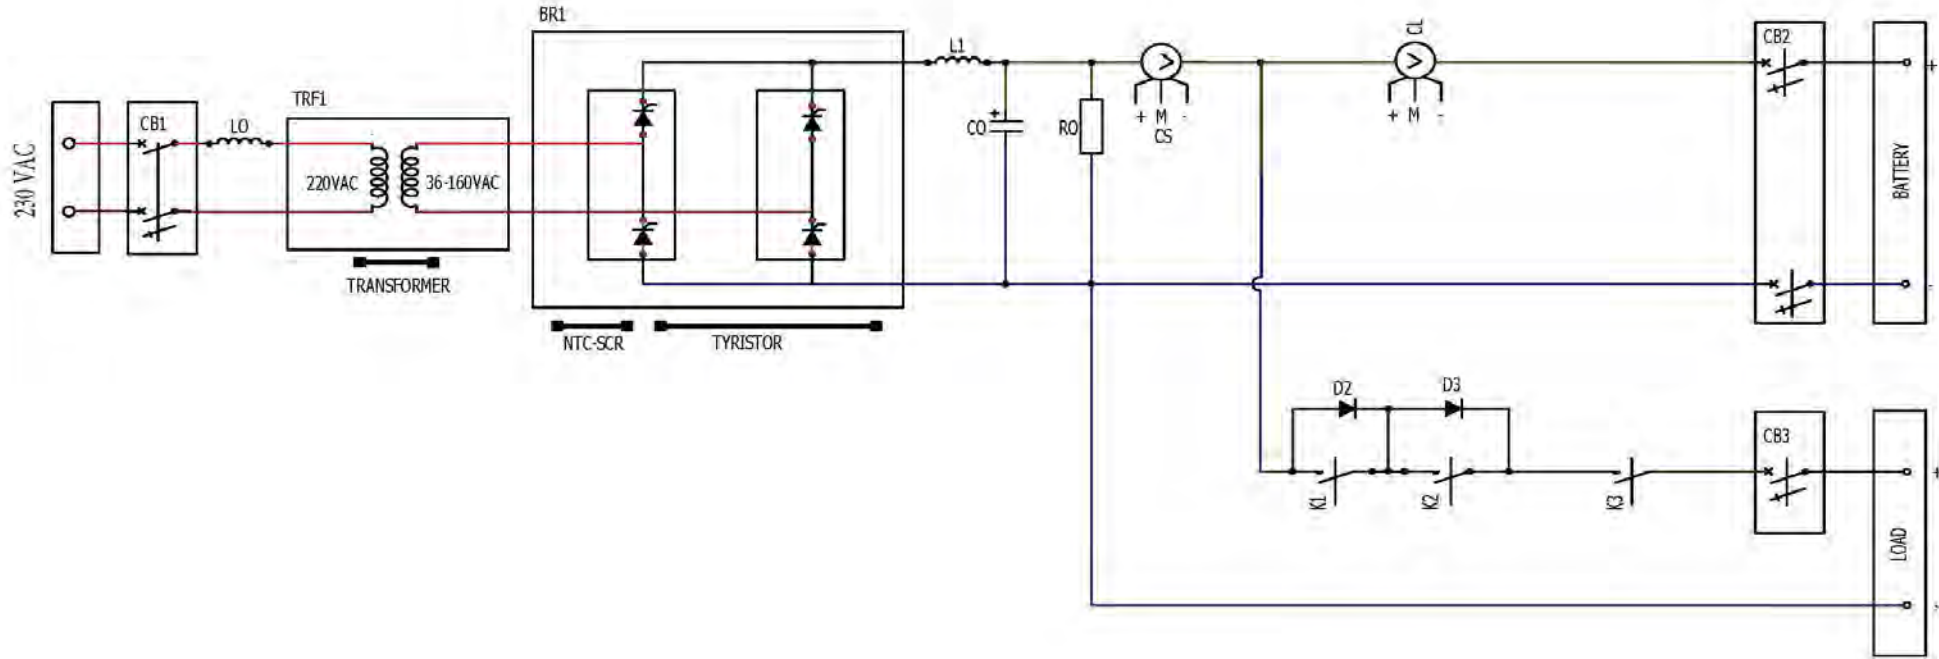 BR1
CL
L1
CB2
+
230 VAC
CB1
LO
TRF1
220VAC
36-160VAC
TRANSFORMER
NTC-SCR
TYRISTOR
+
CO
RO
+ M -
CS
+ M -
BATTERY
-
D2
D3
K1
K2
K3
CB3
+
LOAD